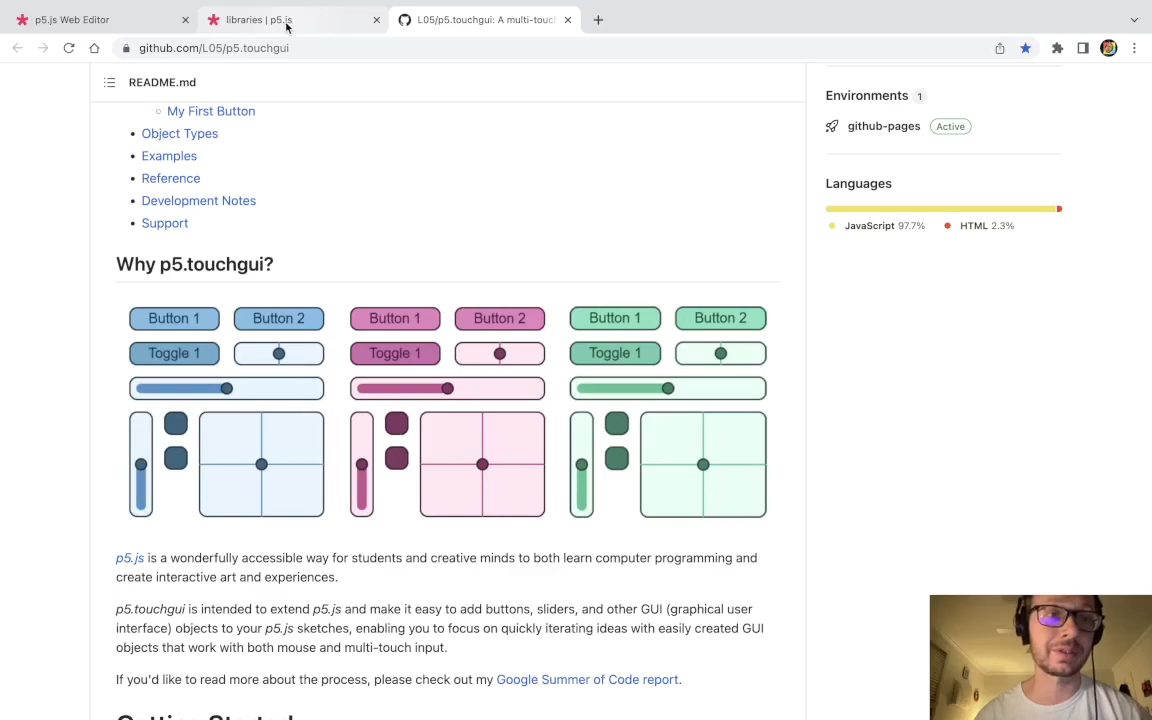 p5.js Web Editor
libraries | p5.js
L05/p5.touchgui: A multi-touch
github.com/L05/p5.touchgui
README.md
My First Button
Object Types
Examples
Reference
Development Notes
Support
Environments 1
github-pages Active
Languages
JavaScript 97.7% HTML 2.3%
Why p5.touchgui?
Button 1 Button 2 Button 1 Button 2 Button 1 Button 2
Toggle 1 Toggle 1 Toggle 1
p5.js is a wonderfully accessible way for students and creative minds to both learn computer programming and
create interactive art and experiences.
p5.touchgui is intended to extend p5.js and make it easy to add buttons, sliders, and other GUI (graphical user
interface) objects to your p5.js sketches, enabling you to focus on quickly iterating ideas with easily created GUI
objects that work with both mouse and multi-touch input.
If you'd like to read more about the process, please check out my Google Summer of Code report.
Getting Started